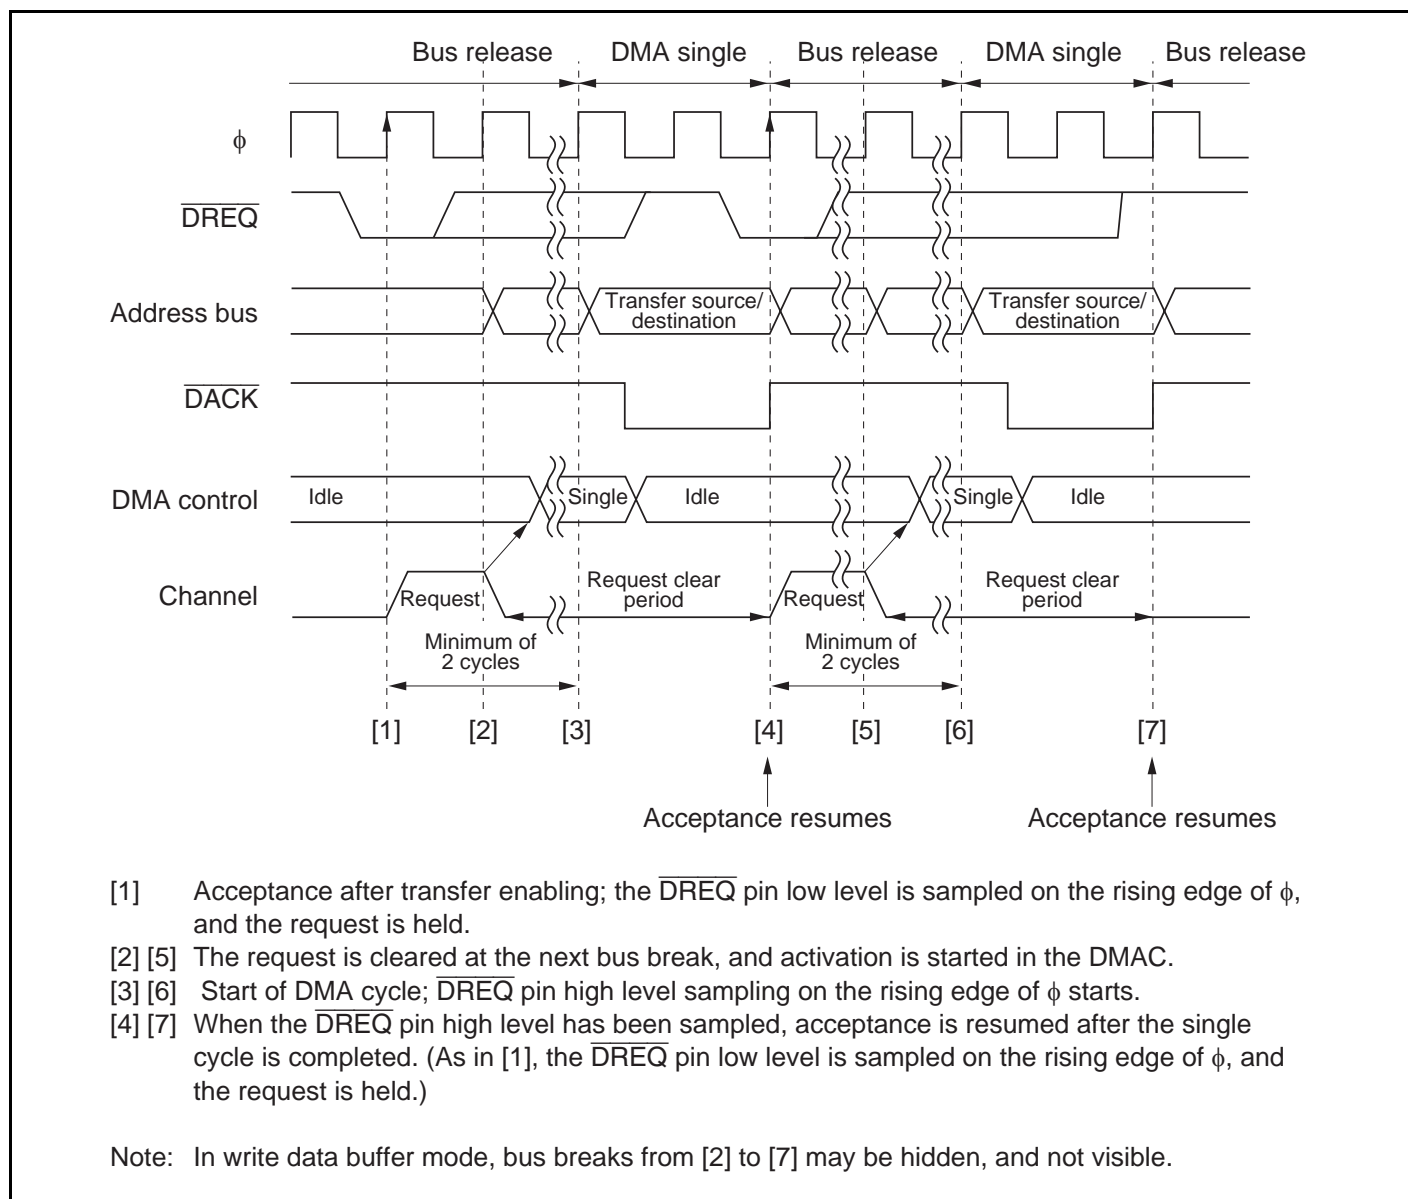 Bus release DMA single Bus release DMA single Bus release
ϕ
DREQ
Address bus
Transfer source/ Transfer source/
destination destination
DACK
DMA control
Idle Single Idle Single Idle
Channel
Request Request clear Request Request clear
period period
Minimum of Minimum of
2 cycles 2 cycles
[1] [2] [3] [4] [5] [6] [7]
Acceptance resumes Acceptance resumes
[1] Acceptance after transfer enabling; the DREQ pin low level is sampled on the rising edge of ϕ,
and the request is held.
[2] [5] The request is cleared at the next bus break, and activation is started in the DMAC.
[3] [6] Start of DMA cycle; DREQ pin high level sampling on the rising edge of ϕ starts.
[4] [7] When the DREQ pin high level has been sampled, acceptance is resumed after the single
cycle is completed. (As in [1], the DREQ pin low level is sampled on the rising edge of ϕ, and
the request is held.)
Note: In write data buffer mode, bus breaks from [2] to [7] may be hidden, and not visible.